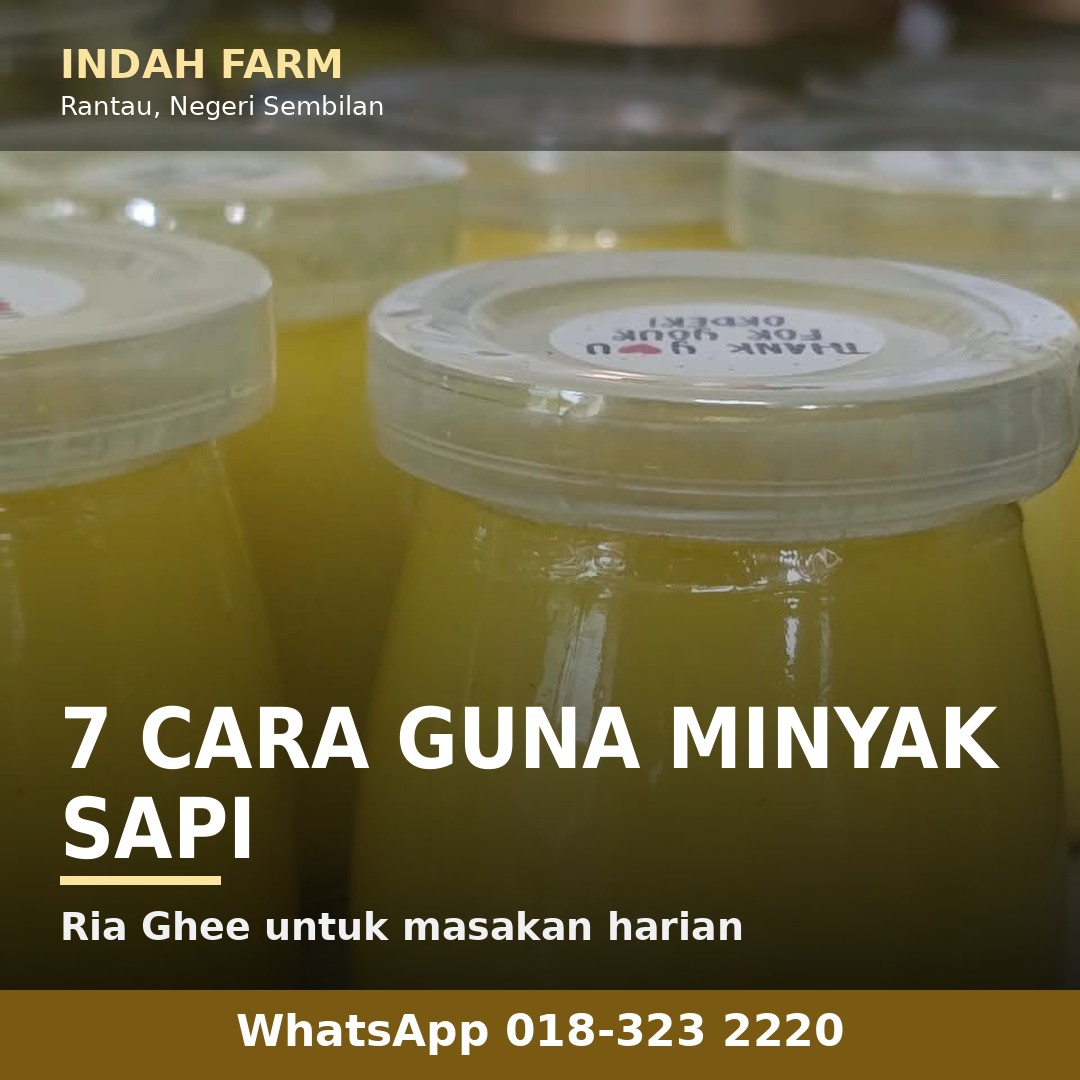 INDAH FARM
Rantau, Negeri Sembilan
THANK YOU
FOR YOUR
ORDER!
7 CARA GUNA MINYAK
SAPI
Ria Ghee untuk masakan harian
WhatsApp 018-323 2220